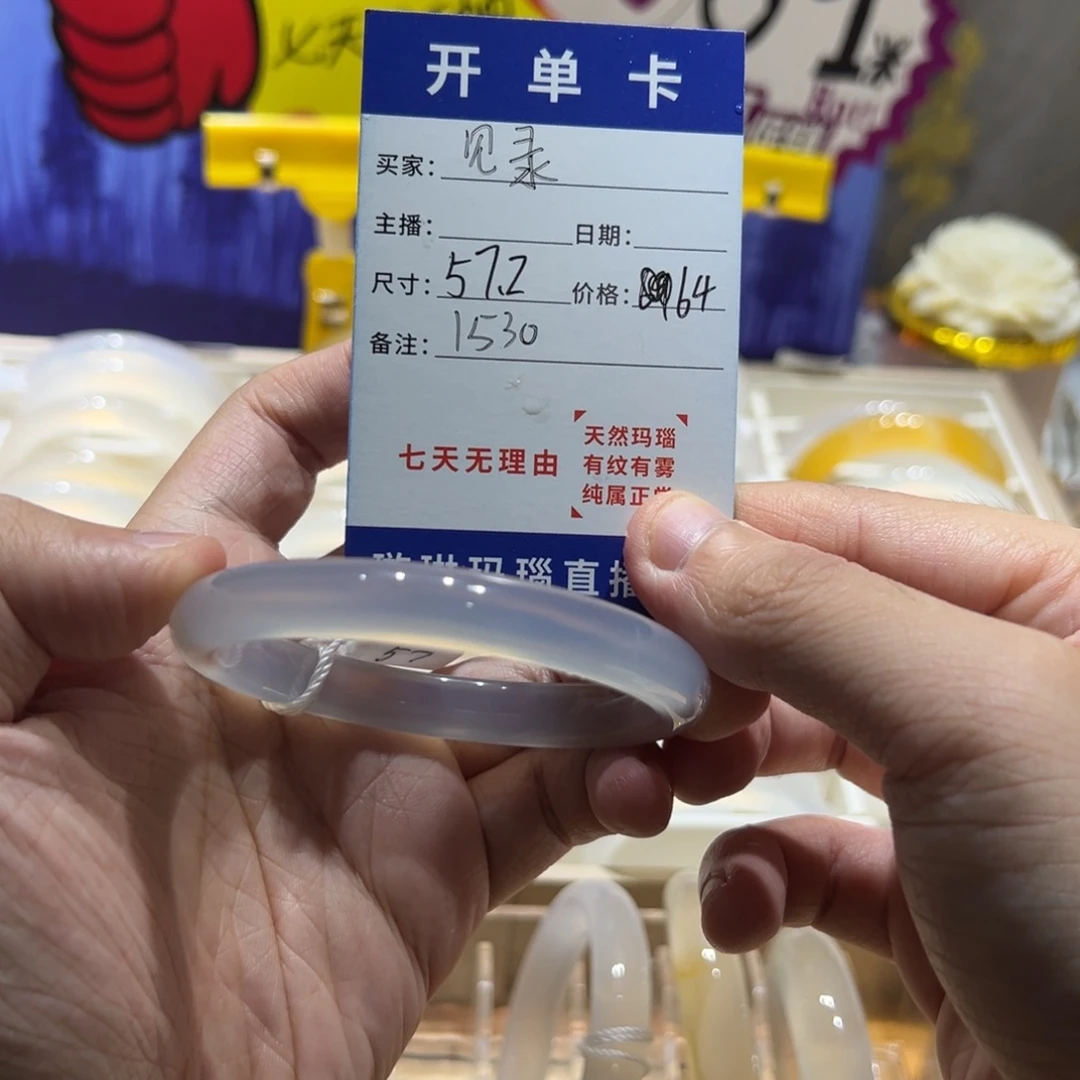 开单卡
买家：见录
主播： 日期：
尺寸：57.2 价格：164
备注：1530
七天无理由
天然玛瑙
有纹有雾
纯属正常
玛瑙直播
57